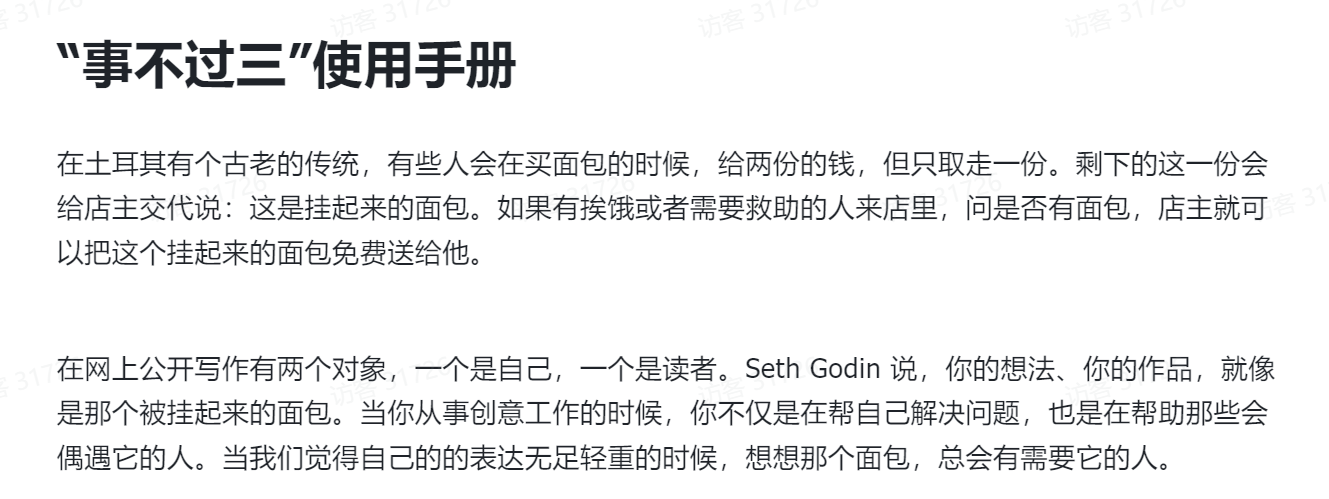 访客 31726
访客 31726
访客 31726
“事不过三”使用手册
在土耳其有个古老的传统，有些人会在买面包的时候，给两份的钱，但只取走一份。剩下的这一份会
给店主交代说：这是挂起来的面包。如果有挨饿或者需要救助的人来店里，问是否有面包，店主就可
以把这个挂起来的面包免费送给他。
在网上公开写作有两个对象，一个是自己，一个是读者。Seth Godin 说，你的想法、你的作品，就像
是那个被挂起来的面包。当你从事创意工作的时候，你不仅是在帮自己解决问题，也是在帮助那些会
偶遇它的人。当我们觉得自己的的表达无足轻重的时候，想想那个面包，总会有需要它的人。